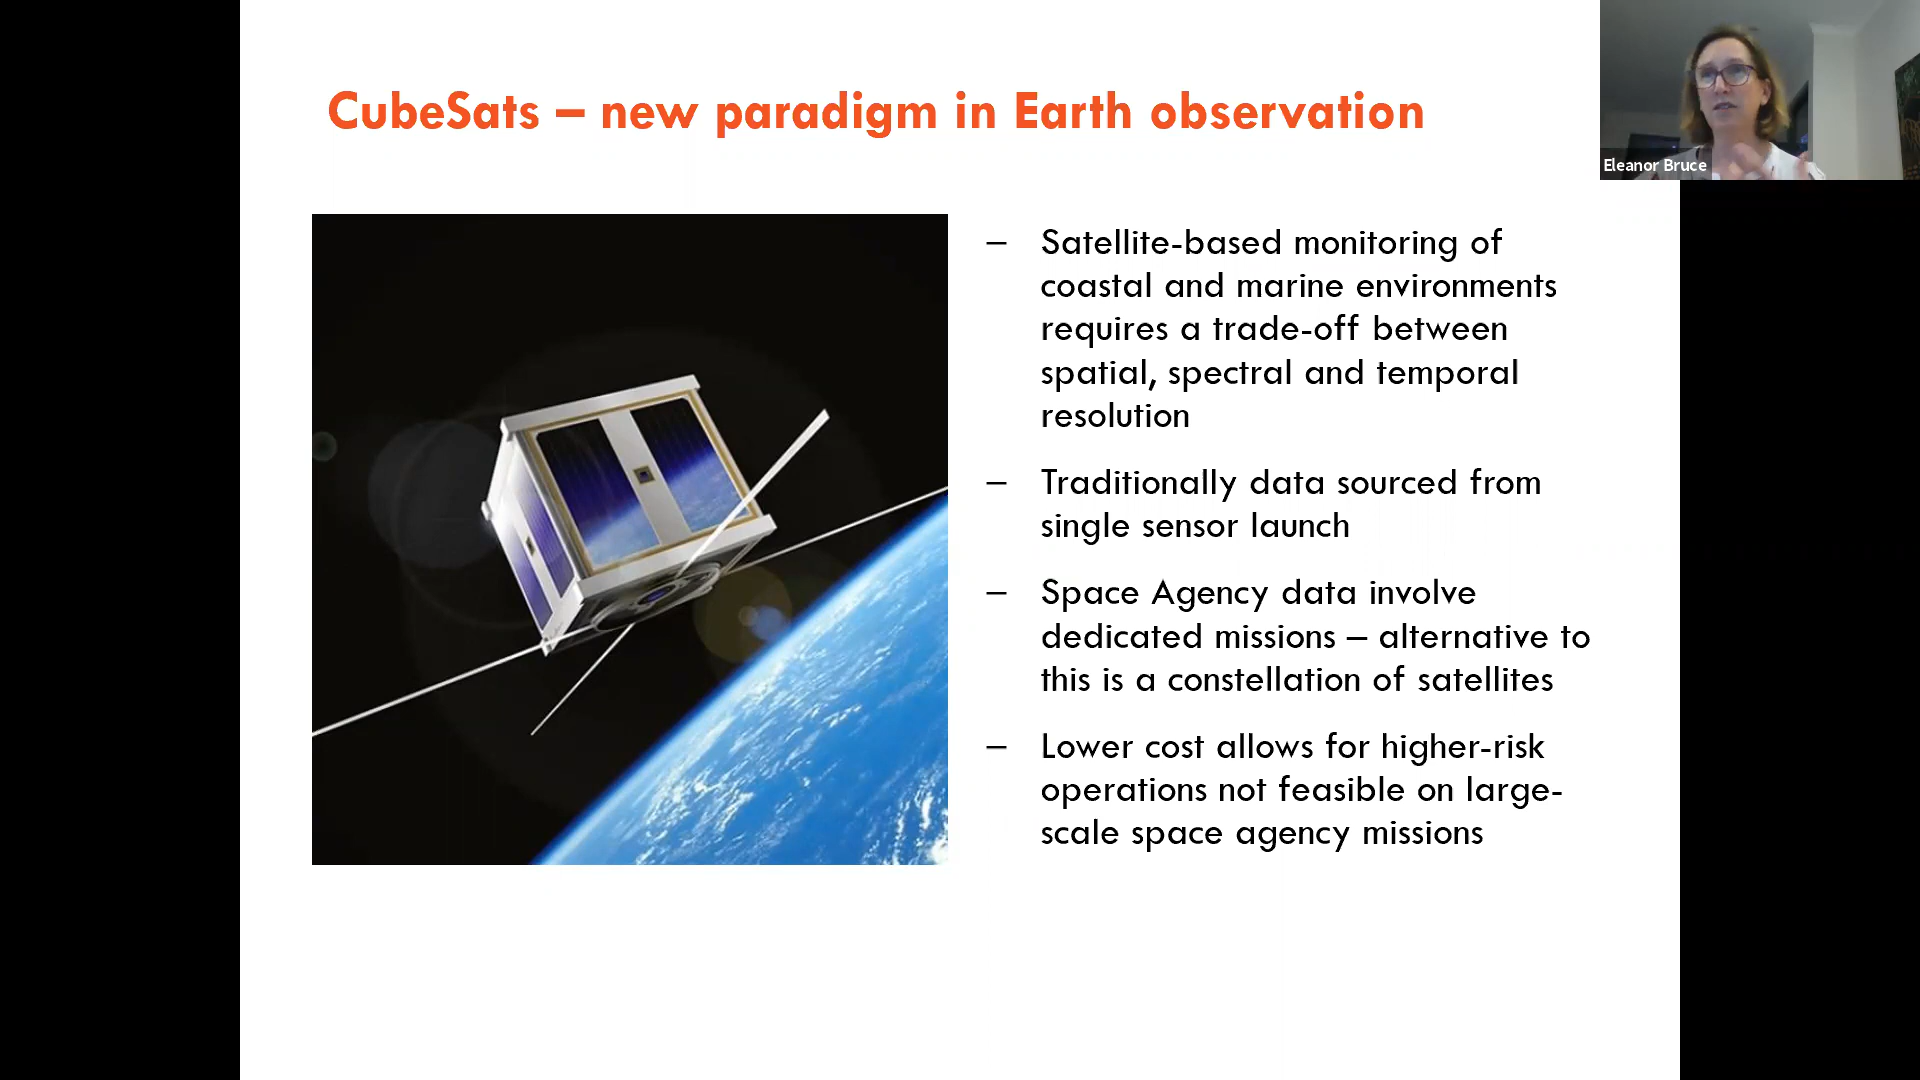 CubeSats – new paradigm in Earth observation
Eleanor Bruce
– Satellite-based monitoring of
coastal and marine environments
requires a trade-off between
spatial, spectral and temporal
resolution
– Traditionally data sourced from
single sensor launch
– Space Agency data involve
dedicated missions – alternative to
this is a constellation of satellites
– Lower cost allows for higher-risk
operations not feasible on large-
scale space agency missions